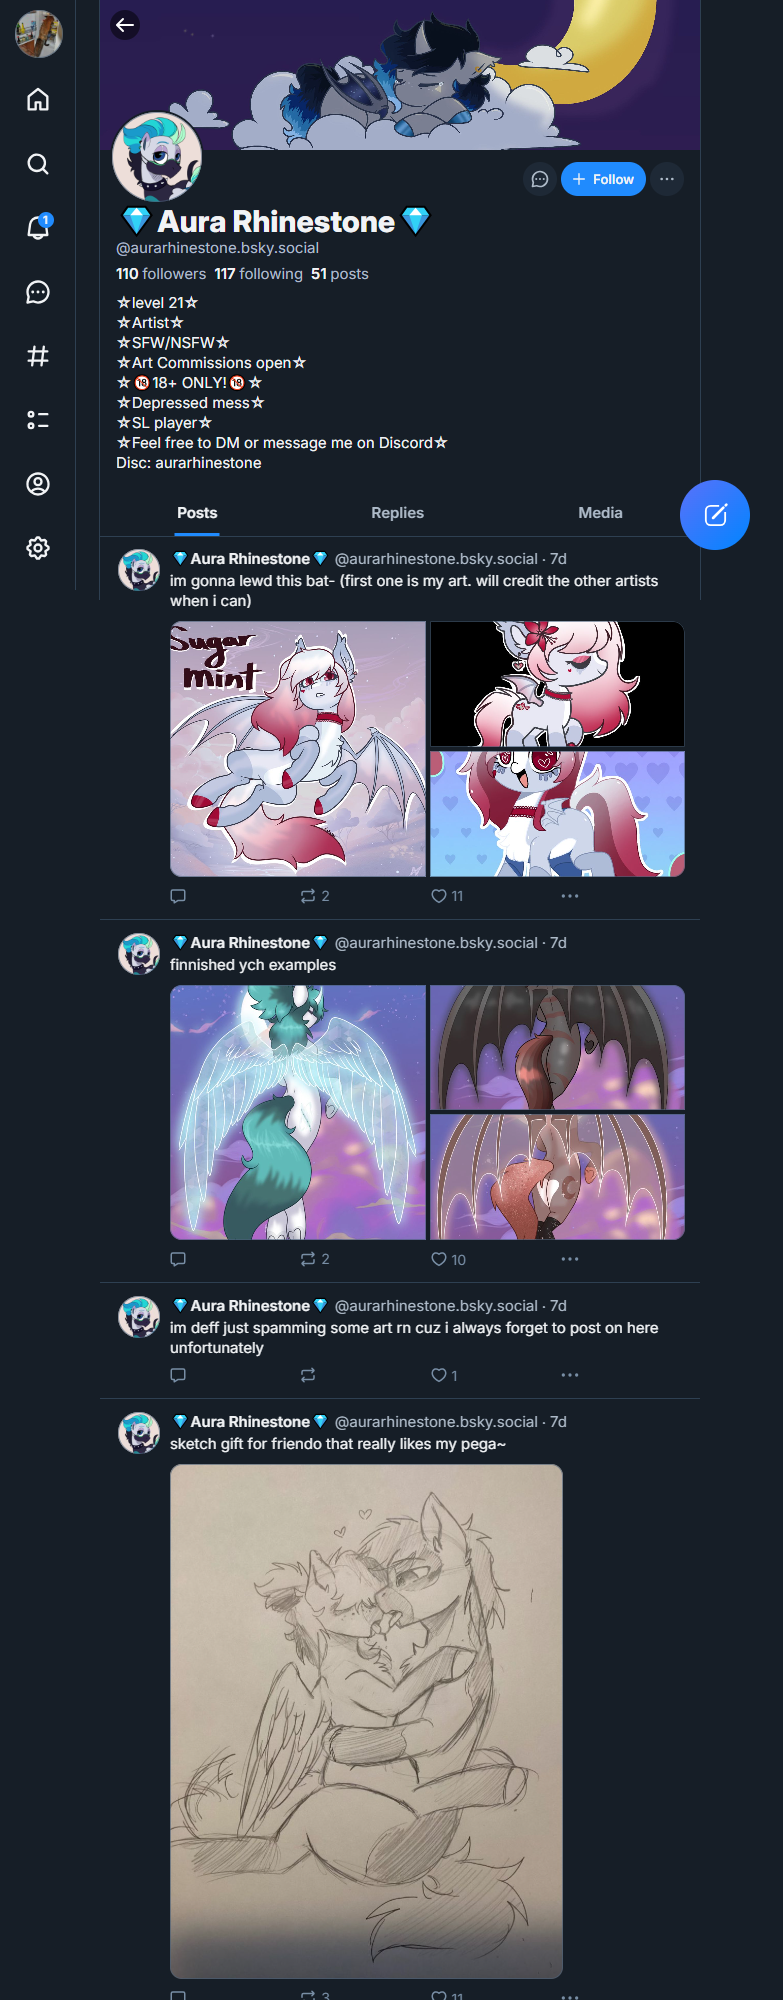 1
+ Follow
💎Aura Rhinestone💎
@aurarhinestone.bsky.social
110 followers 117 following 51 posts
☆level 21☆
☆Artist☆
☆SFW/NSFW☆
☆Art Commissions open☆
☆🔞18+ ONLY!🔞☆
☆Depressed mess☆
☆SL player☆
☆Feel free to DM or message me on Discord☆
Disc: aurarhinestone
Posts Replies Media
💎Aura Rhinestone💎 @aurarhinestone.bsky.social · 7d
im gonna lewd this bat- (first one is my art. will credit the other artists
when i can)
Sugar
mint
2 11
💎Aura Rhinestone💎 @aurarhinestone.bsky.social · 7d
finnished ych examples
2 10
💎Aura Rhinestone💎 @aurarhinestone.bsky.social · 7d
im deff just spamming some art rn cuz i always forget to post on here
unfortunately
1
💎Aura Rhinestone💎 @aurarhinestone.bsky.social · 7d
sketch gift for friendo that really likes my pega~
3 11